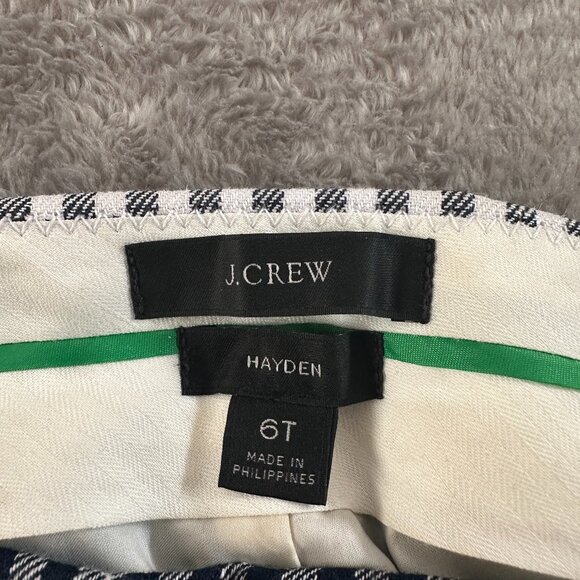 J.CREW
HAYDEN
6T
MADE IN
PHILIPPINES